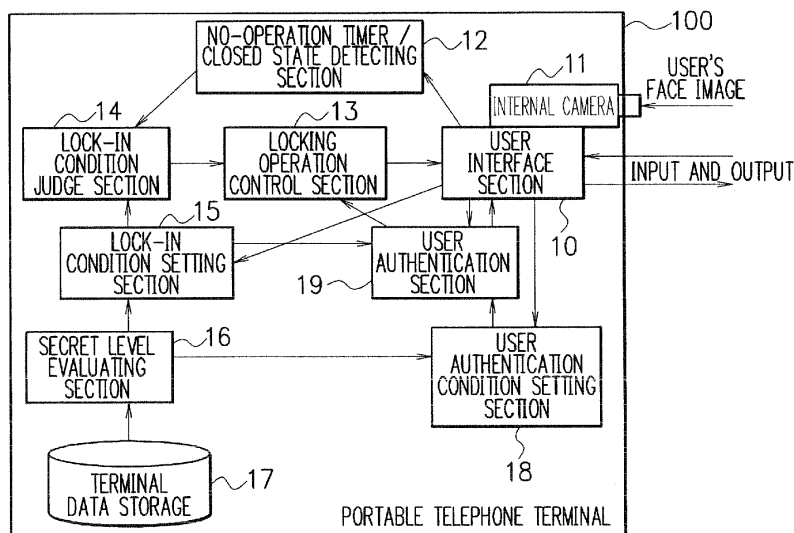 100
NO-OPERATION TIMER /
CLOSED STATE DETECTING
SECTION
12
11
INTERNAL CAMERA
USER'S
FACE IMAGE
14
LOCK-IN
CONDITION
JUDGE SECTION
13
LOCKING
OPERATION
CONTROL SECTION
USER
INTERFACE
SECTION
10
INPUT AND OUTPUT
15
LOCK-IN
CONDITION SETTING
SECTION
19
USER
AUTHENTICATION
SECTION
16
SECRET LEVEL
EVALUATING
SECTION
USER
AUTHENTICATION
CONDITION SETTING
SECTION
18
TERMINAL
DATA STORAGE
17
PORTABLE TELEPHONE TERMINAL